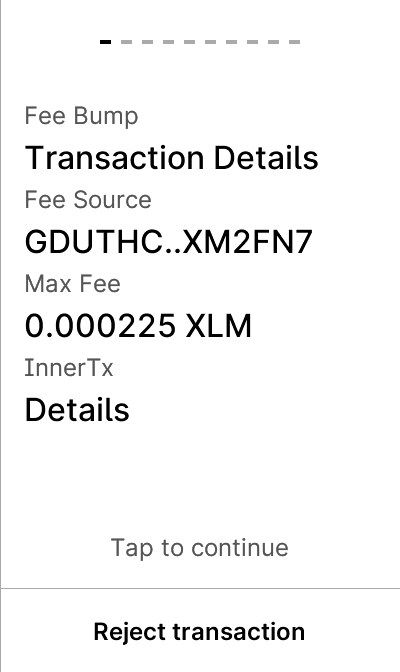 Fee Bump
Transaction Details
Fee Source
GDUTHC..XM2FN7
Max Fee
0.000225 XLM
InnerTx
Details
Tap to continue
Reject transaction